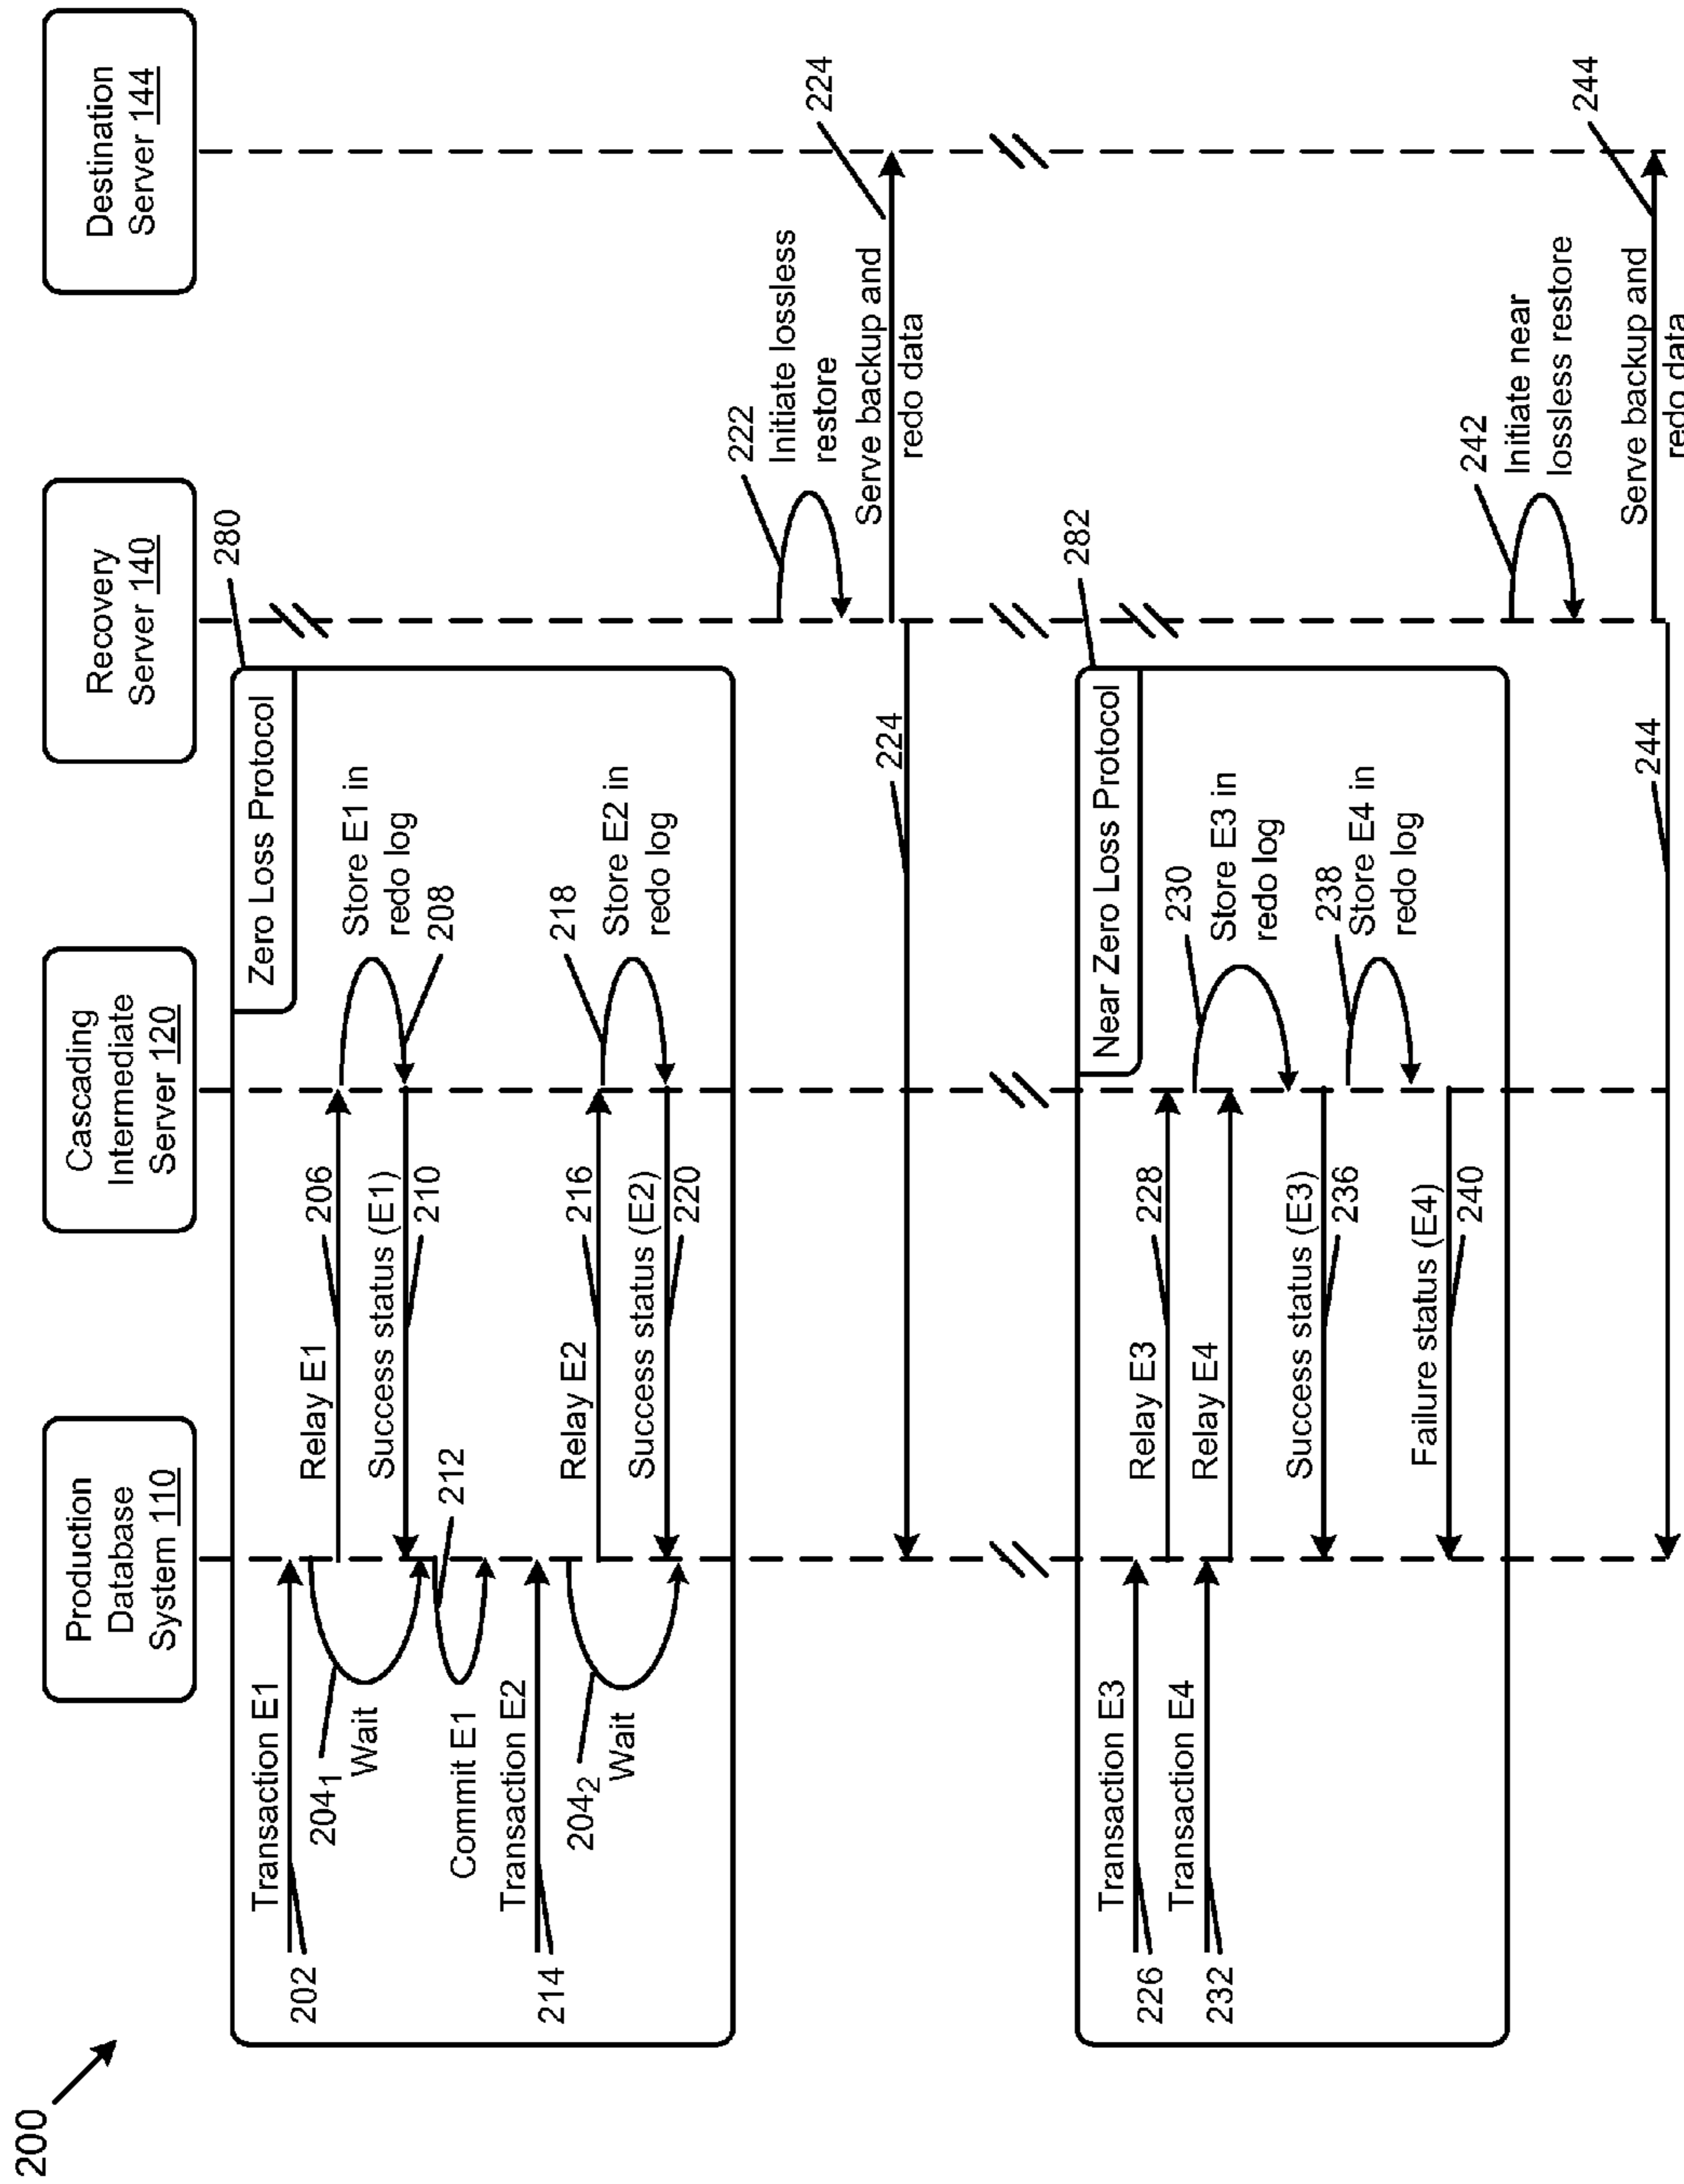 200
Production
Database
System 110
Cascading
Intermediate
Server 120
Recovery
Server 140
Destination
Server 144
280
Zero Loss Protocol
202
Transaction E1
204₁
Wait
Relay E1
206
Store E1 in
redo log
208
Success status (E1)
210
212
Commit E1
214
Transaction E2
204₂
Wait
Relay E2
216
218
Store E2 in
redo log
Success status (E2)
220
222
Initiate lossless
restore
Serve backup and
redo data
224
224
282
Near Zero Loss Protocol
226
Transaction E3
Relay E3
228
230
Store E3 in
redo log
232
Transaction E4
Relay E4
Success status (E3)
236
238
Store E4 in
redo log
Failure status (E4)
240
242
Initiate near
lossless restore
Serve backup and
redo data
244
244